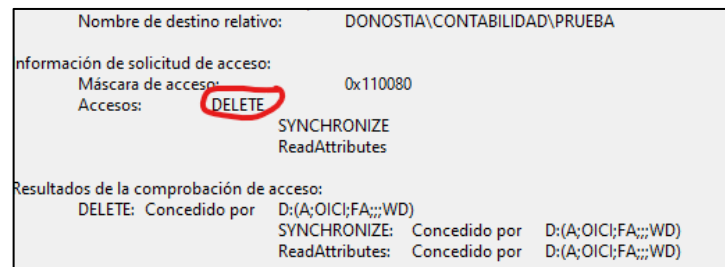 Nombre de destino relativo: DONOSTIA\CONTABILIDAD\PRUEBA
nformación de solicitud de acceso:
Máscara de acceso: 0x110080
Accesos: DELETE
SYNCHRONIZE
ReadAttributes
Resultados de la comprobación de acceso:
DELETE: Concedido por D:(A;OICI;FA;;;WD)
SYNCHRONIZE: Concedido por D:(A;OICI;FA;;;WD)
ReadAttributes: Concedido por D:(A;OICI;FA;;;WD)